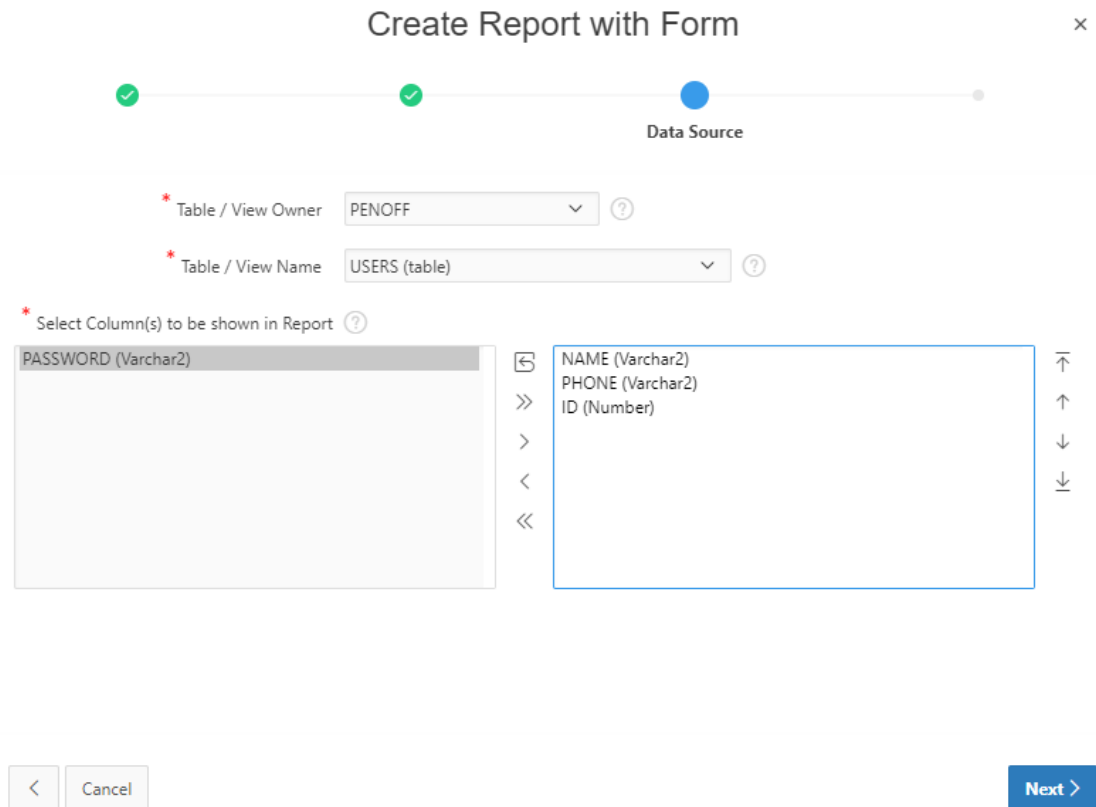 Create Report with Form
Data Source
* Table / View Owner PENOFF ?
* Table / View Name USERS (table) ?
* Select Column(s) to be shown in Report ?
PASSWORD (Varchar2)
NAME (Varchar2)
PHONE (Varchar2)
ID (Number)
Cancel
Next